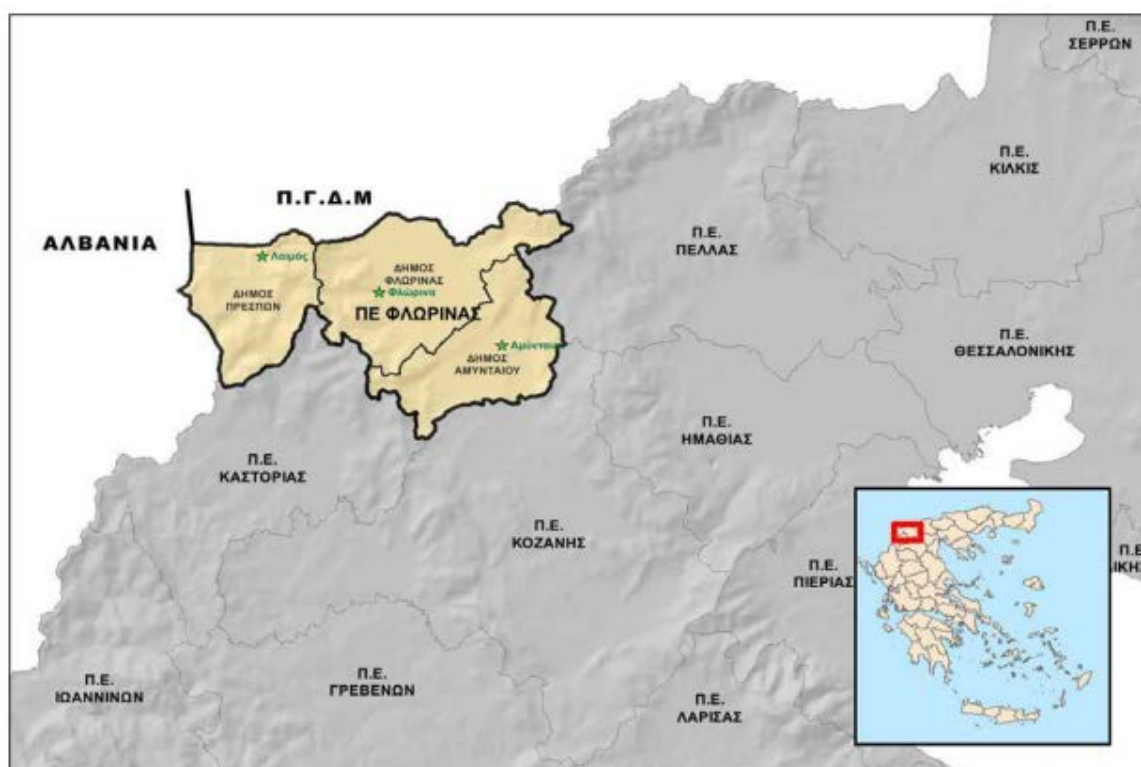 Π.Ε.
ΣΕΡΡΩΝ
Π.Ε.
ΚΙΛΚΙΣ
Π.Γ.Δ.Μ
ΑΛΒΑΝΙΑ
Π.Ε.
ΠΕΛΛΑΣ
Λαιμός
ΔΗΜΟΣ
ΠΡΕΣΠΩΝ
ΔΗΜΟΣ
ΦΛΩΡΙΝΑΣ
Φλώρινα
ΠΕ ΦΛΩΡΙΝΑΣ
Π.Ε.
ΘΕΣΣΑΛΟΝΙΚΗΣ
ΔΗΜΟΣ
ΑΜΥΝΤΑΙΟΥ
Π.Ε.
ΗΜΑΘΙΑΣ
Π.Ε.
ΚΑΣΤΟΡΙΑΣ
Π.Ε.
ΚΟΖΑΝΗΣ
Π.Ε.
ΠΙΕΡΙΑΣ
Π.Ε.
ΙΩΑΝΝΙΝΩΝ
Π.Ε.
ΓΡΕΒΕΝΩΝ
Π.Ε.
ΛΑΡΙΣΑΣ